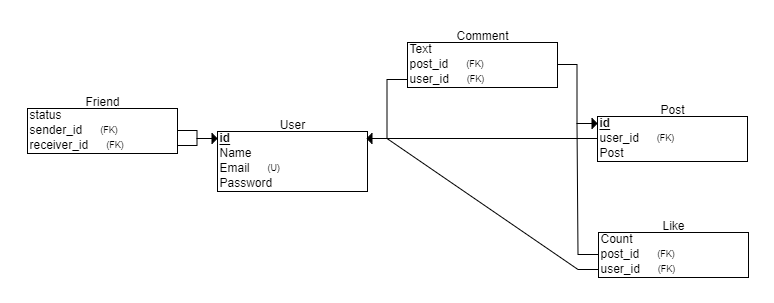 Comment
Text
post_id (FK)
user_id (FK)
Friend
status
sender_id (FK)
receiver_id (FK)
User
id
Name
Email (U)
Password
Post
id
user_id (FK)
Post
Like
Count
post_id (FK)
user_id (FK)